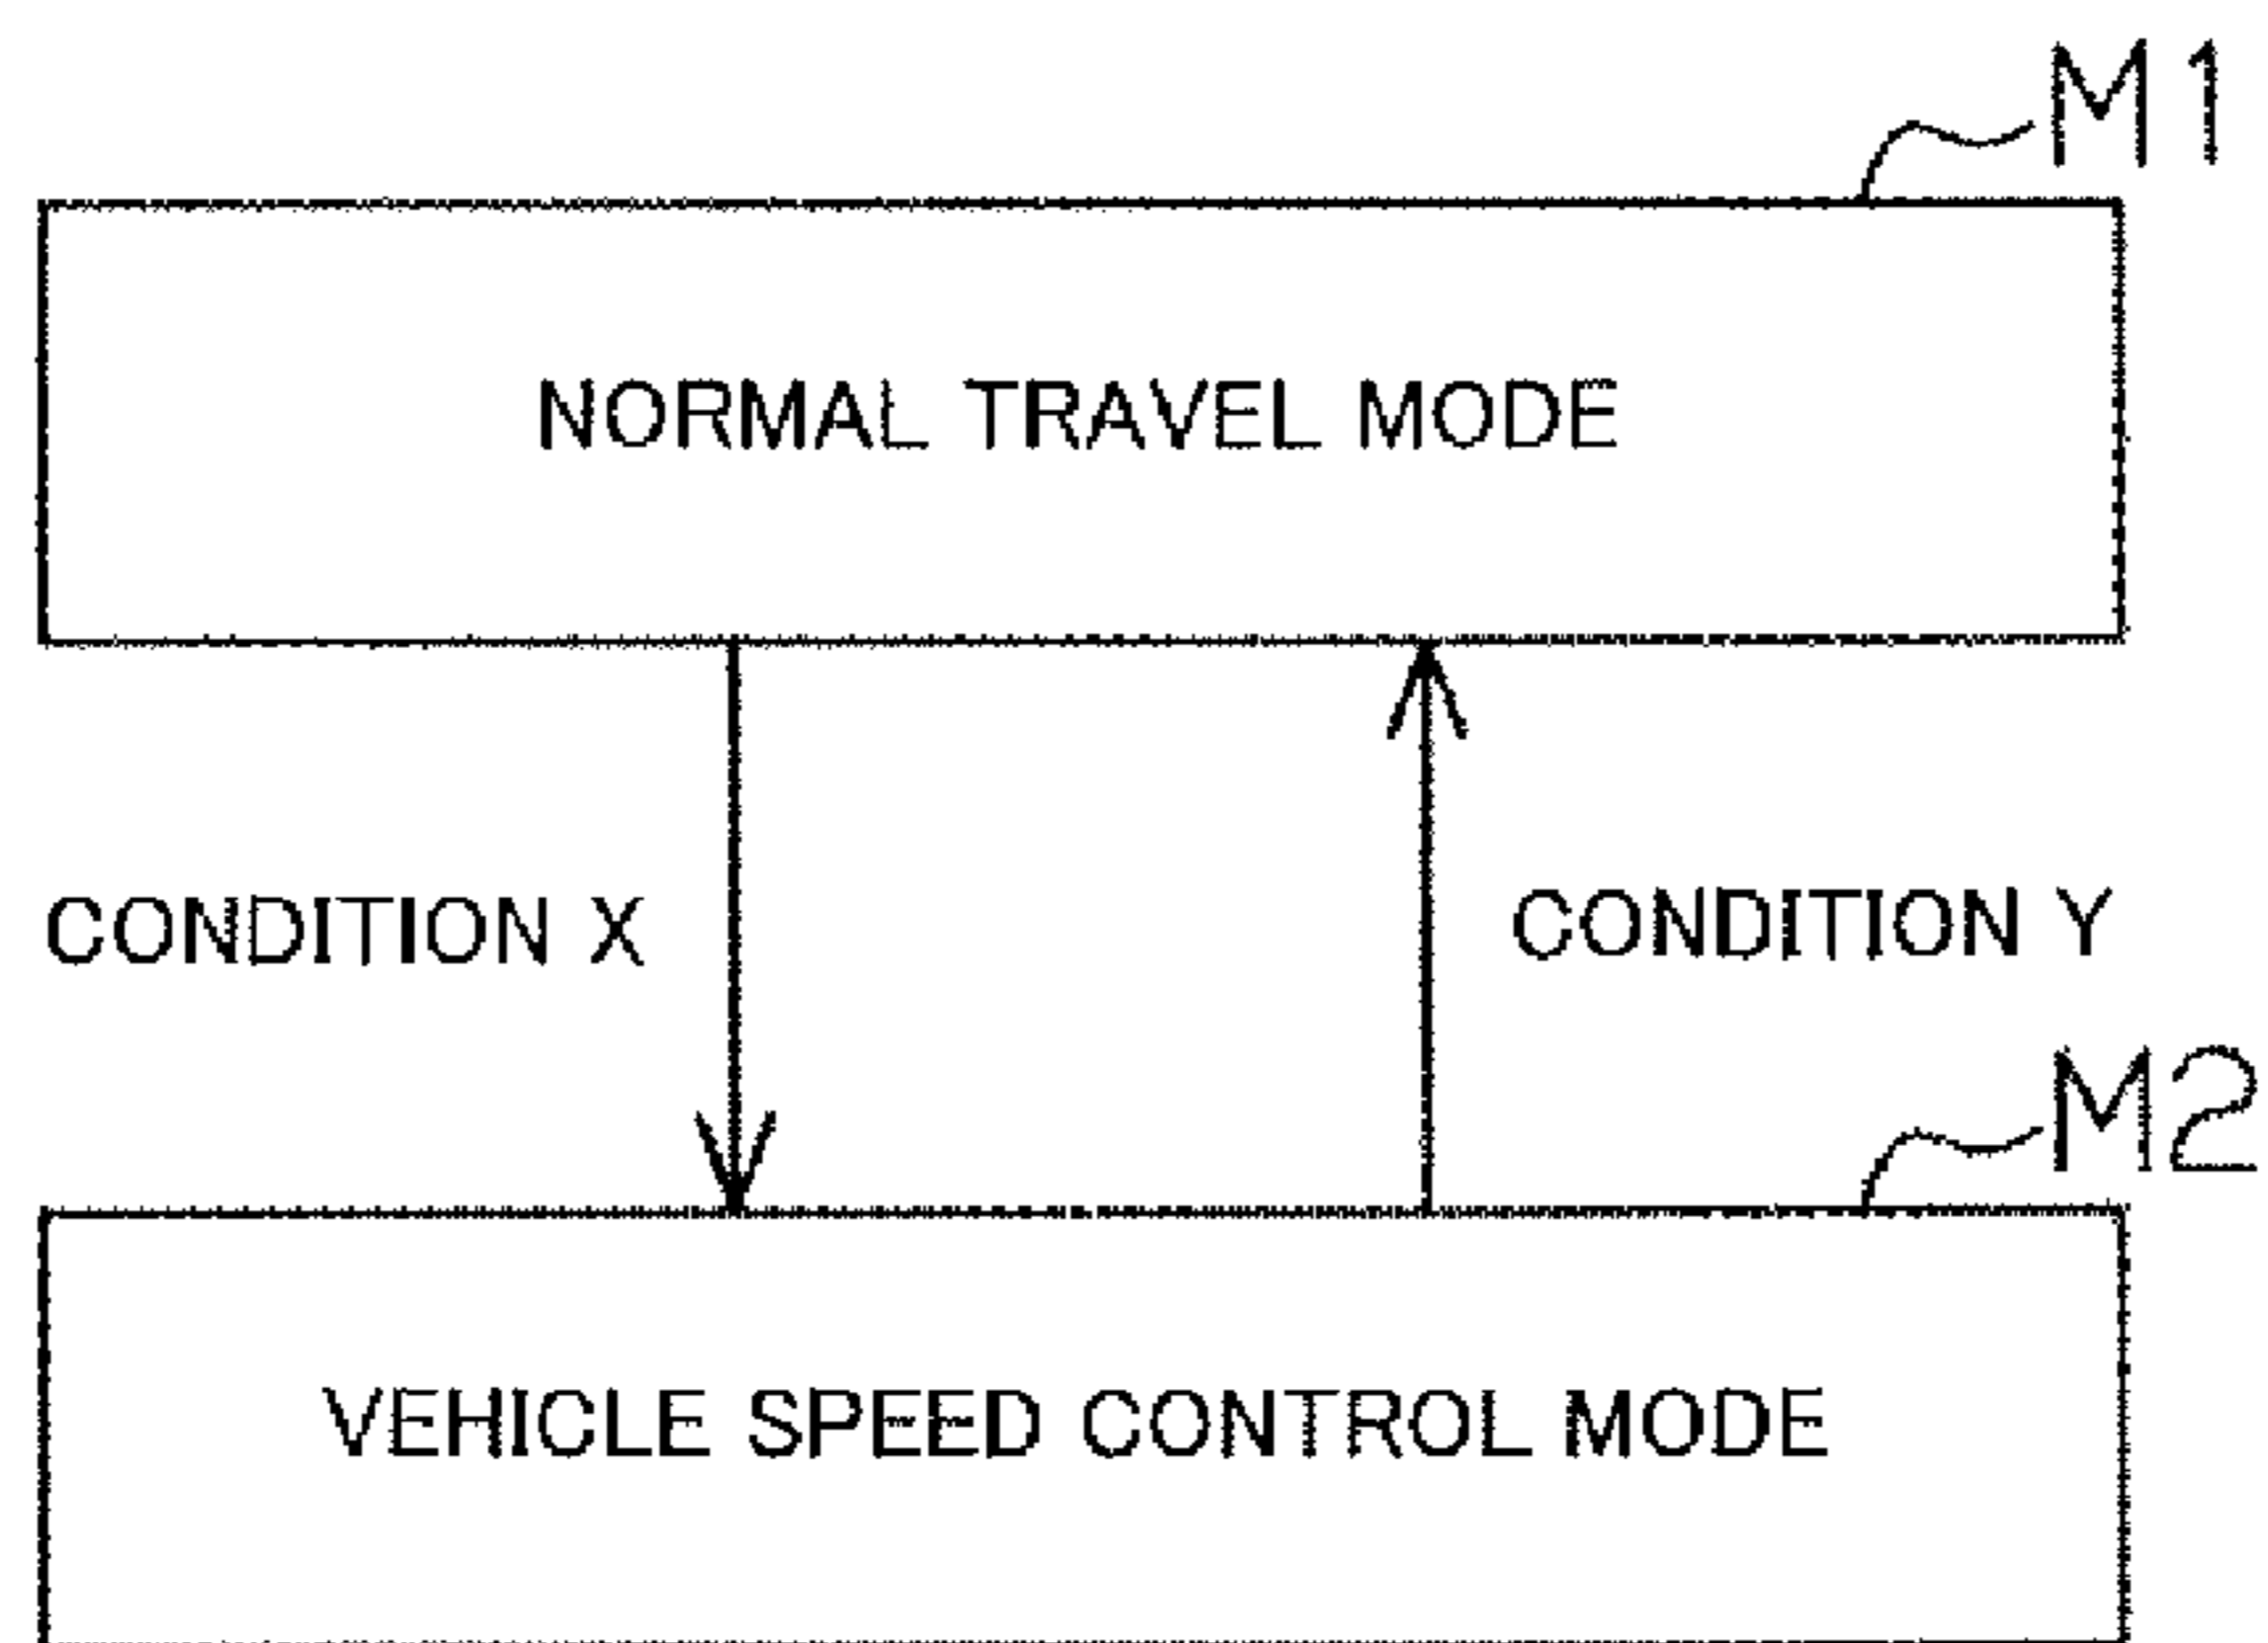 M1
NORMAL TRAVEL MODE
CONDITION X
CONDITION Y
M2
VEHICLE SPEED CONTROL MODE